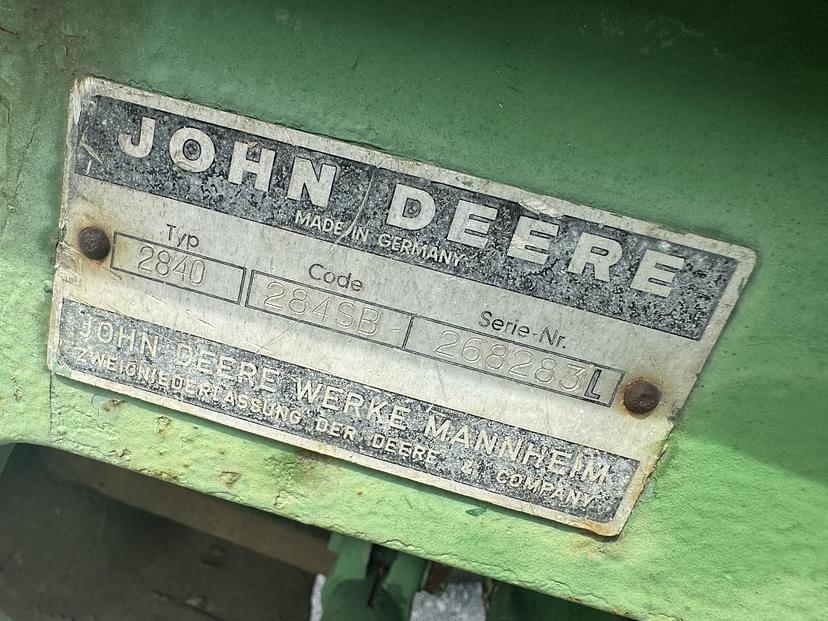 JOHN DEERE
MADE IN GERMANY
Typ Code Serie-Nr.
2840 284SB 268283L
JOHN DEERE WERKE MANNHEIM
ZWEIGNIEDERLASSUNG DER DEERE & COMPANY